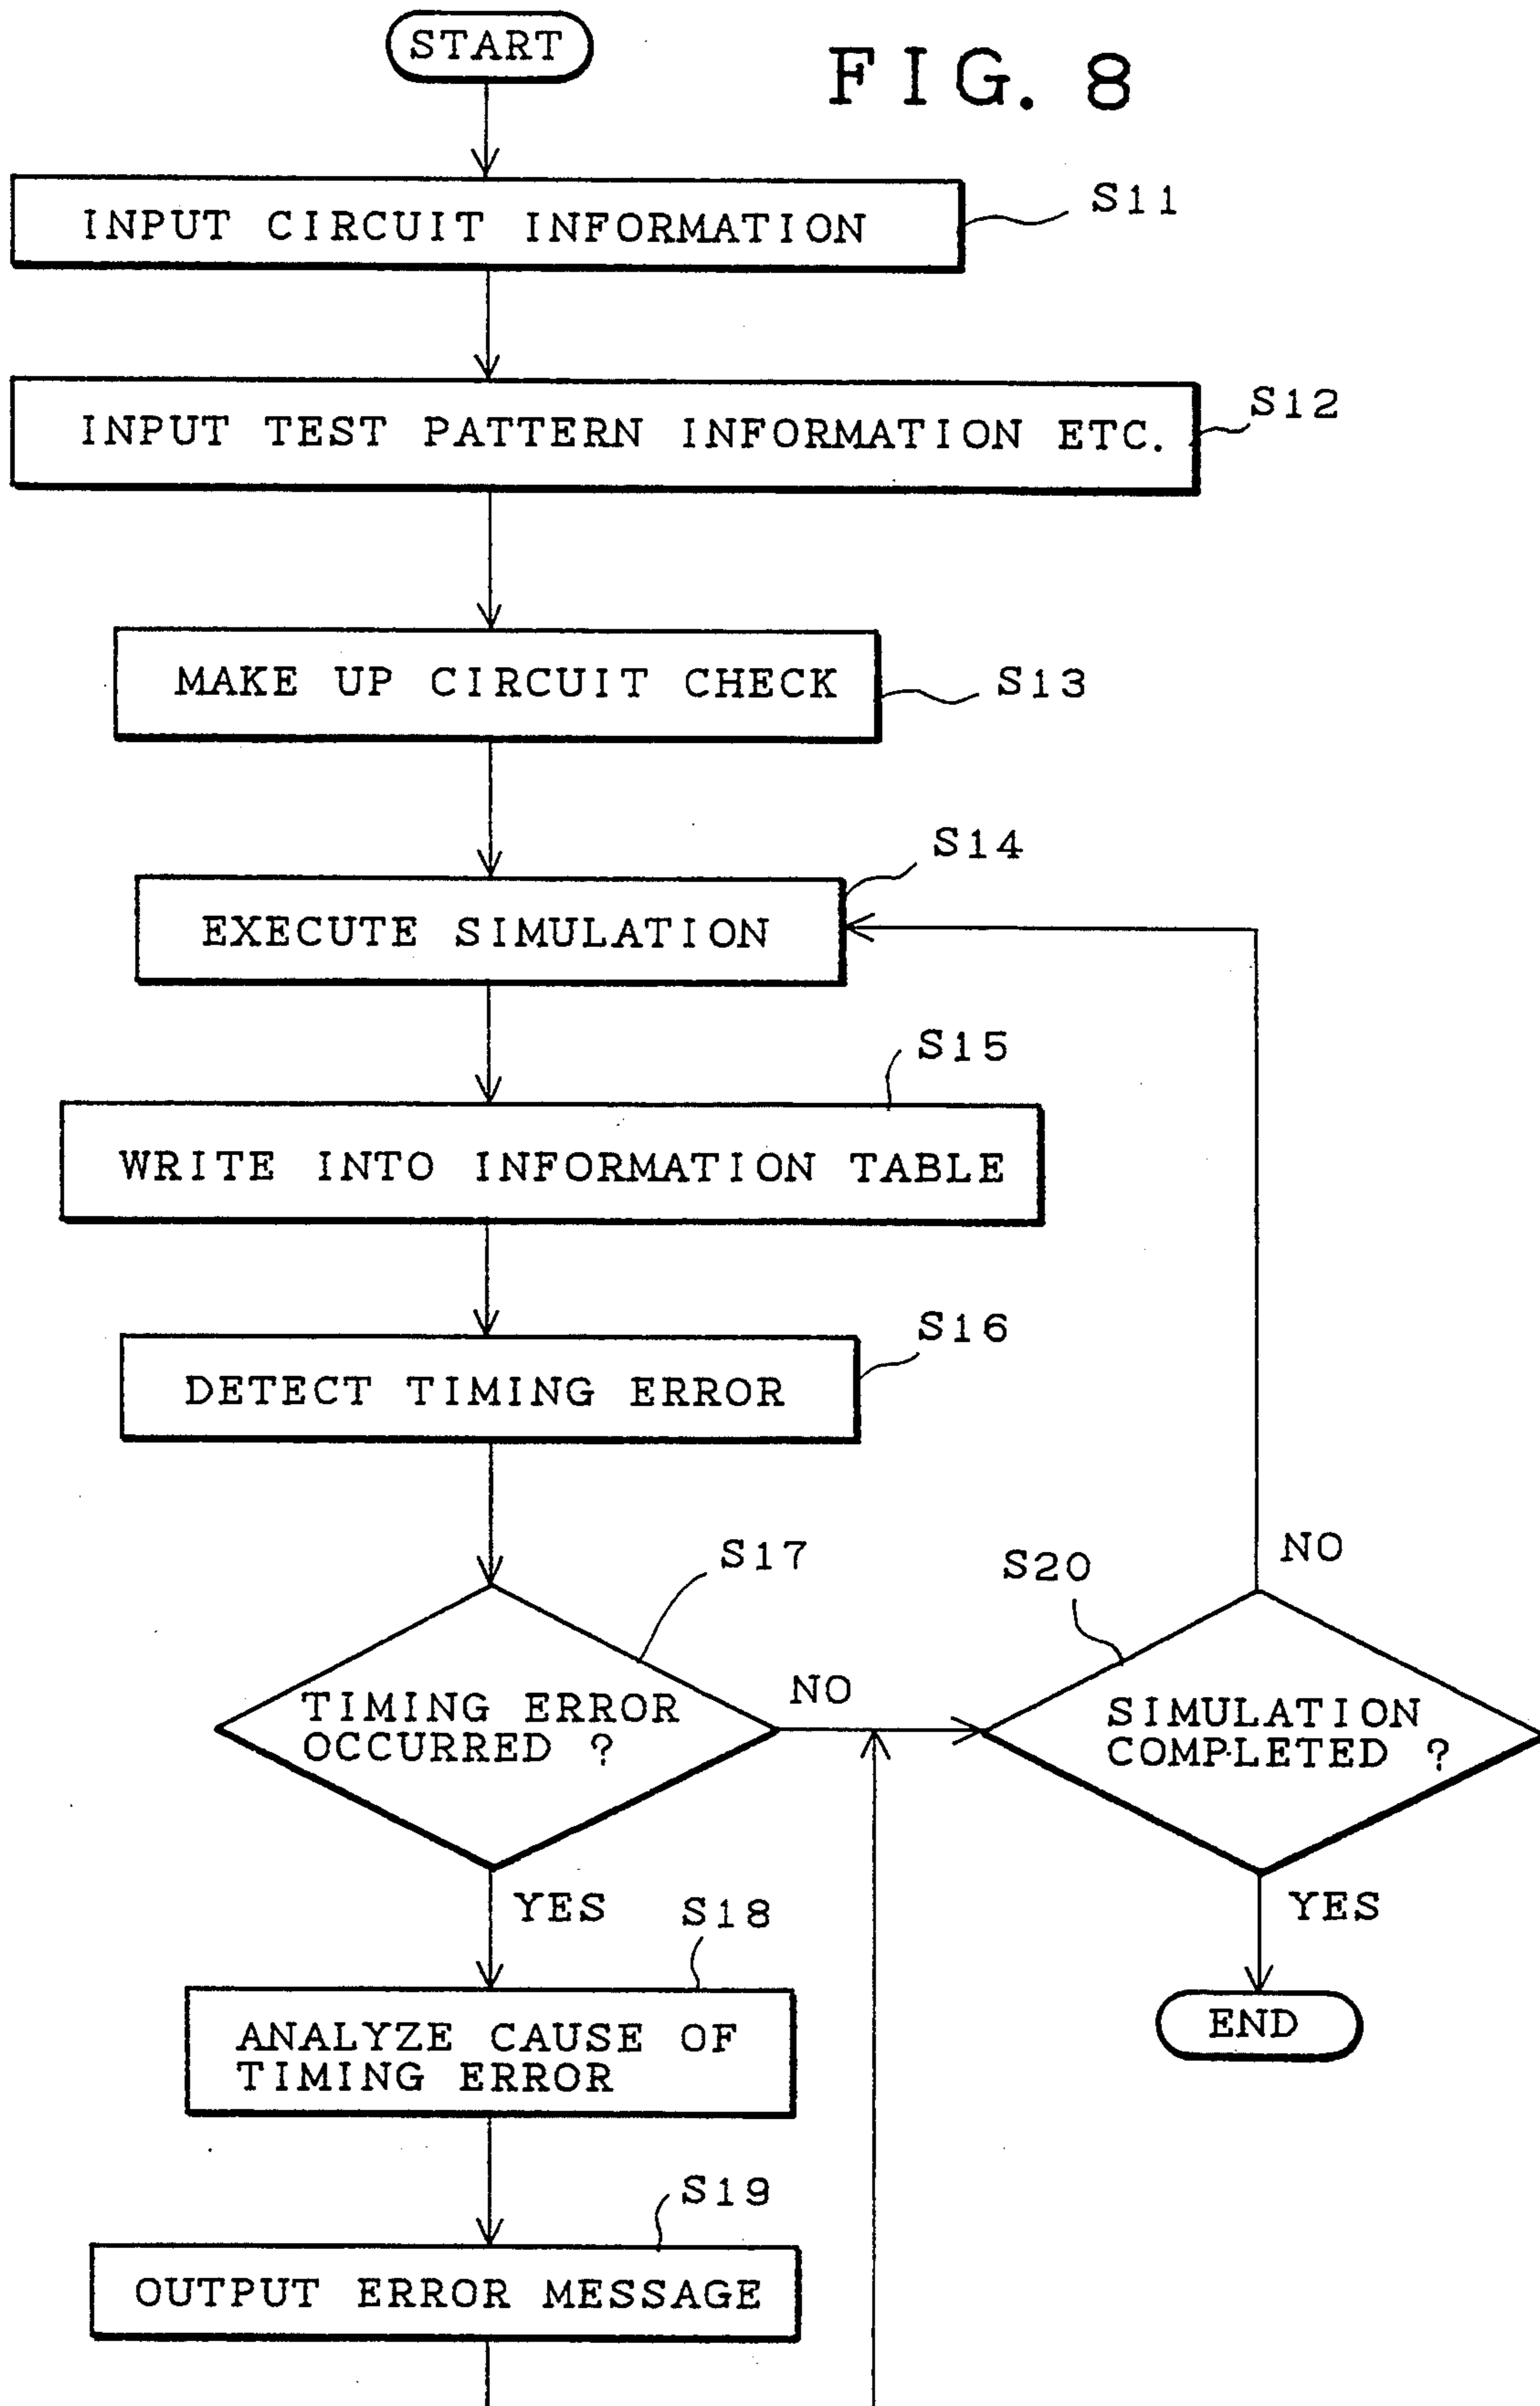 START
FIG. 8
INPUT CIRCUIT INFORMATION
S11
INPUT TEST PATTERN INFORMATION ETC.
S12
MAKE UP CIRCUIT CHECK
S13
S14
EXECUTE SIMULATION
S15
WRITE INTO INFORMATION TABLE
S16
DETECT TIMING ERROR
S17
TIMING ERROR
OCCURRED ?
NO
S20
NO
SIMULATION
COMPLETED ?
YES
YES
END
S18
ANALYZE CAUSE OF
TIMING ERROR
S19
OUTPUT ERROR MESSAGE